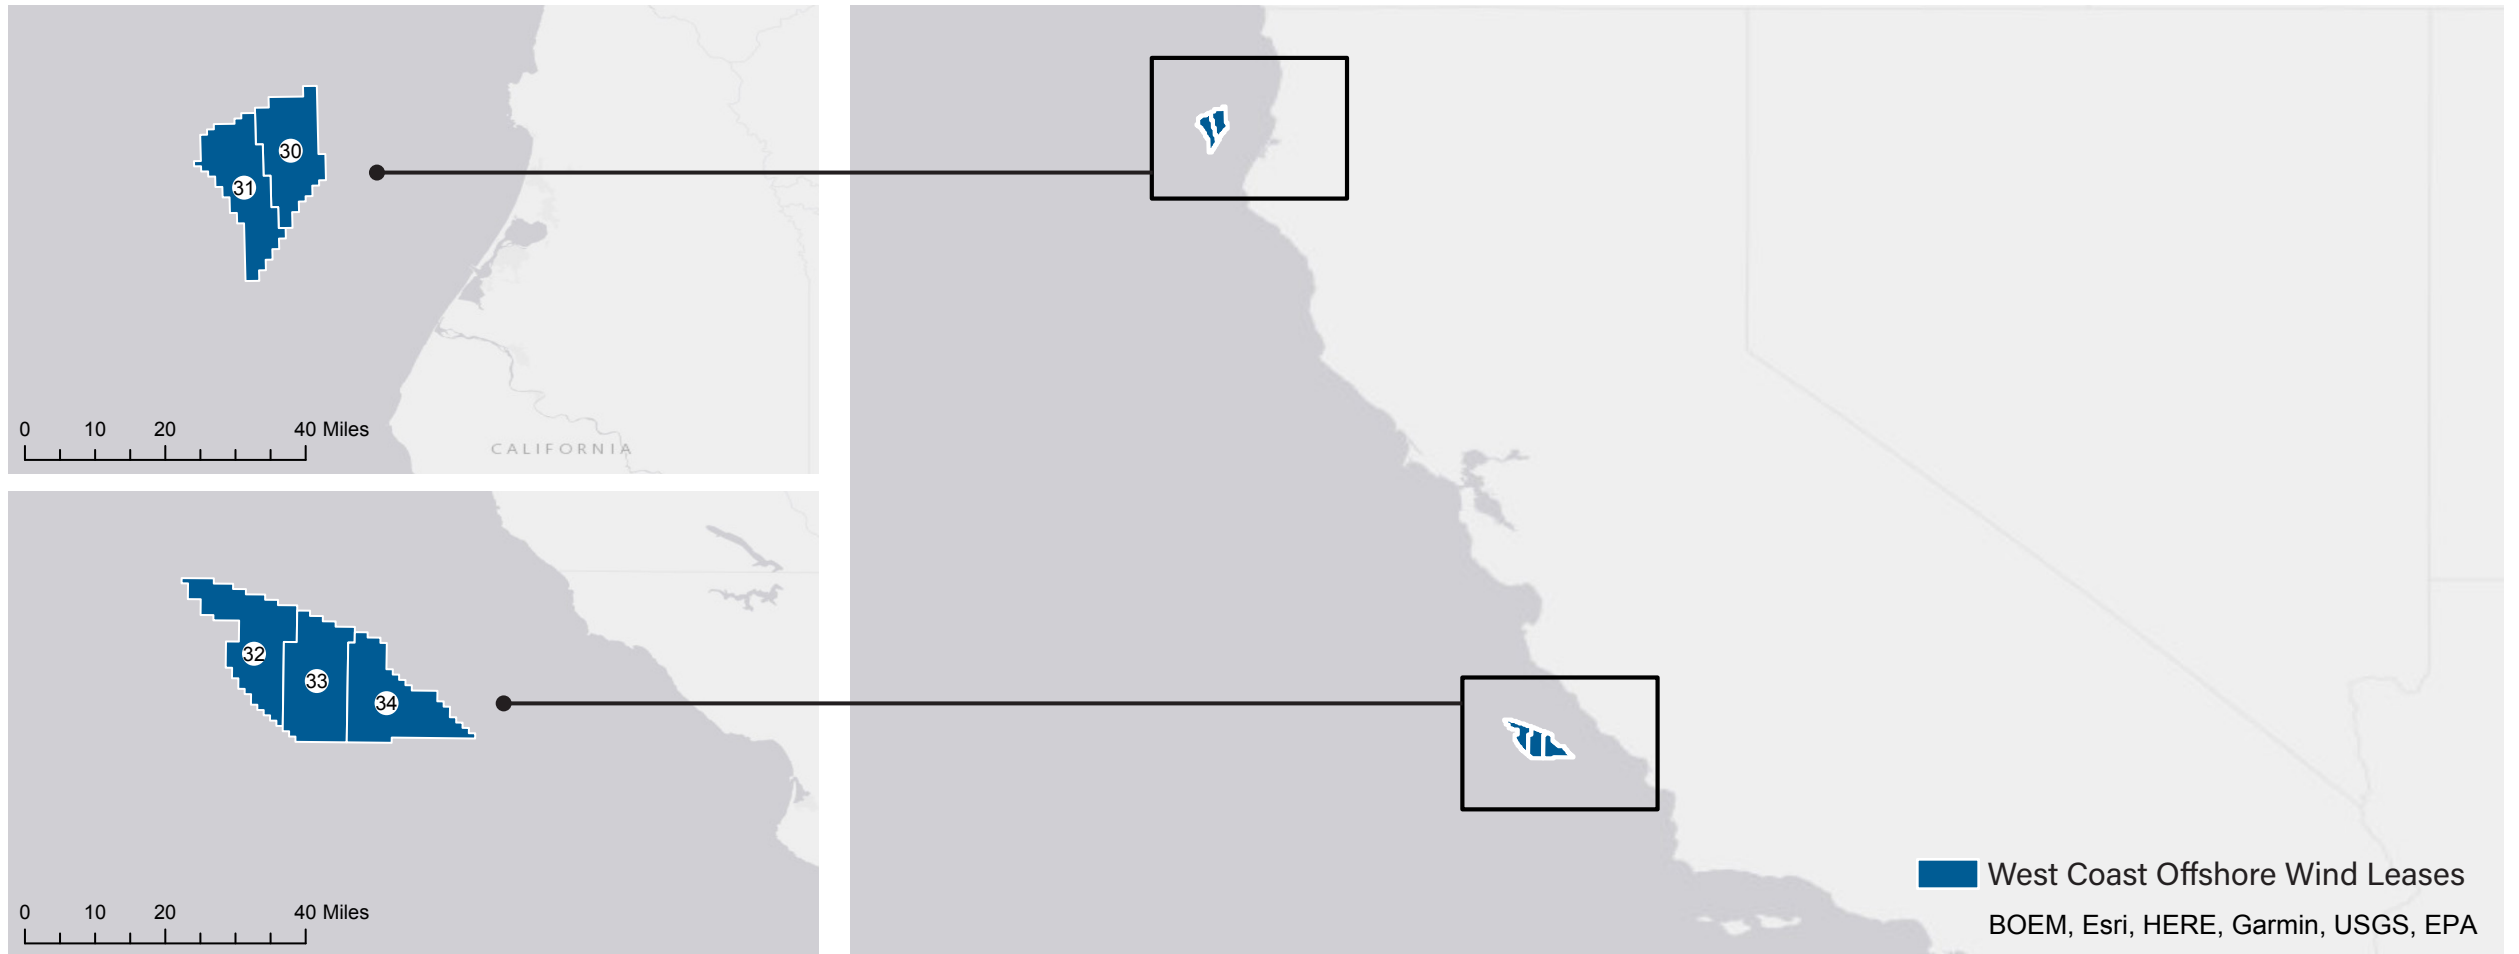 30
31
0 10 20 40 Miles
CALIFORNIA
32
33
34
0 10 20 40 Miles
West Coast Offshore Wind Leases
BOEM, Esri, HERE, Garmin, USGS, EPA